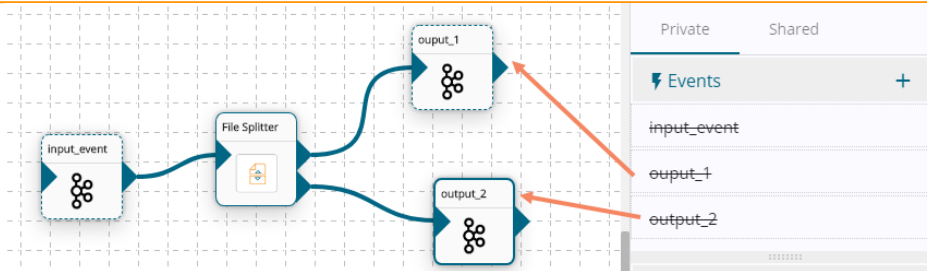 ouput_1
File Splitter
input_event
output_2
Private
Shared
Events
+
input_event
ouput_1
output_2